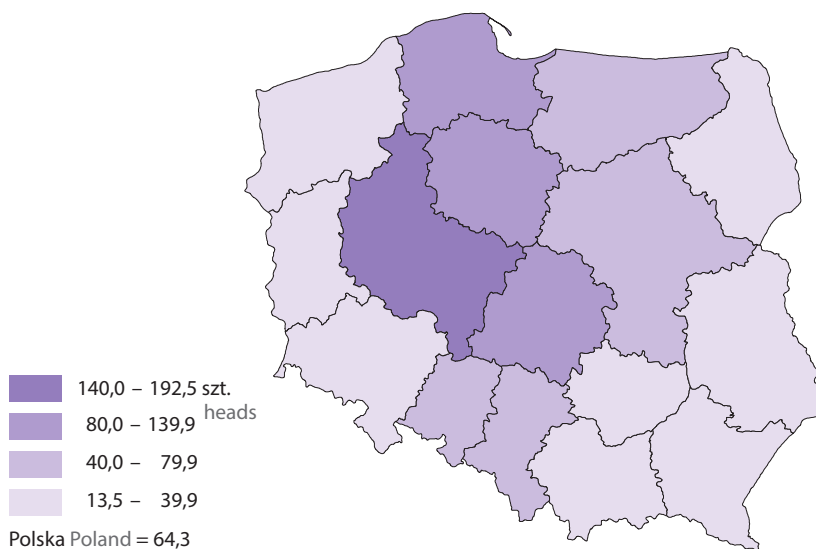 140,0 – 192,5 szt.
heads
80,0 – 139,9
40,0 – 79,9
13,5 – 39,9
Polska Poland = 64,3